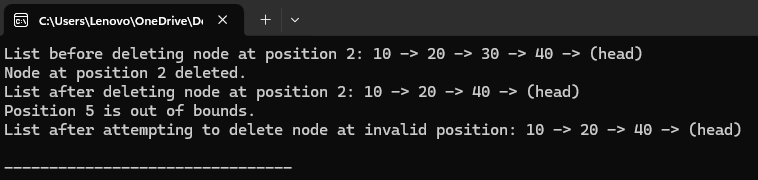 C:\Users\Lenovo\OneDrive\De
List before deleting node at position 2: 10 -> 20 -> 30 -> 40 -> (head)
Node at position 2 deleted.
List after deleting node at position 2: 10 -> 20 -> 40 -> (head)
Position 5 is out of bounds.
List after attempting to delete node at invalid position: 10 -> 20 -> 40 -> (head)
--------------------------------